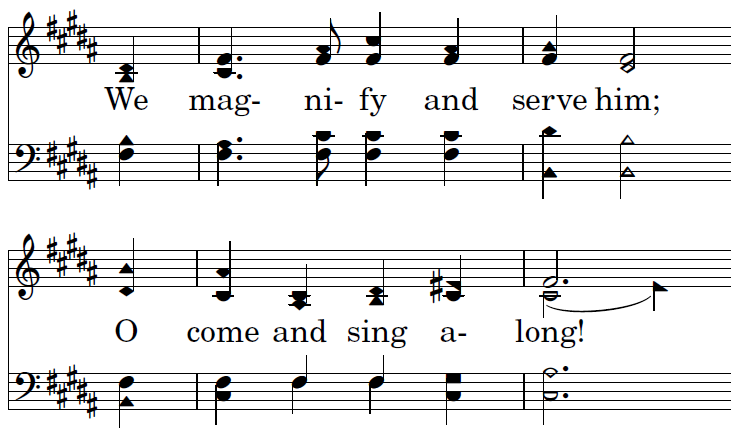 We mag- ni- fy and serve him;
O come and sing a- long!